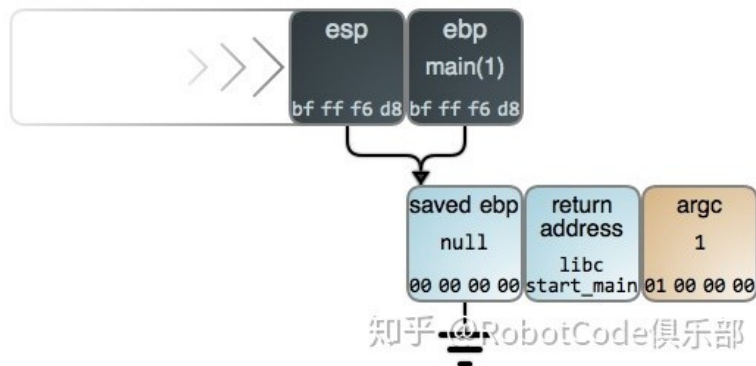 esp
ebp
main(1)
bf ff f6 d8
bf ff f6 d8
saved ebp
null
00 00 00 00
return
address
libc
start_main
argc
1
01 00 00 00
知乎 @RobotCode俱乐部